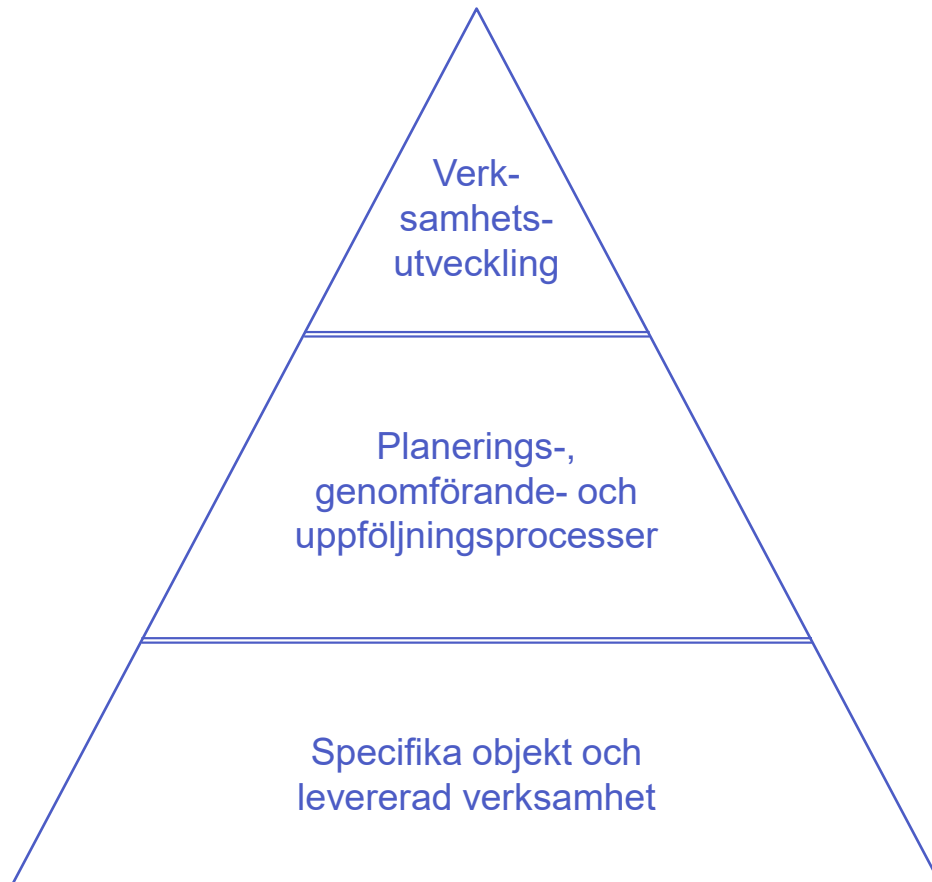 Verk-
samhets-
utveckling
Planerings-,
genomförande- och
uppföljningsprocesser
Specifika objekt och
levererad verksamhet